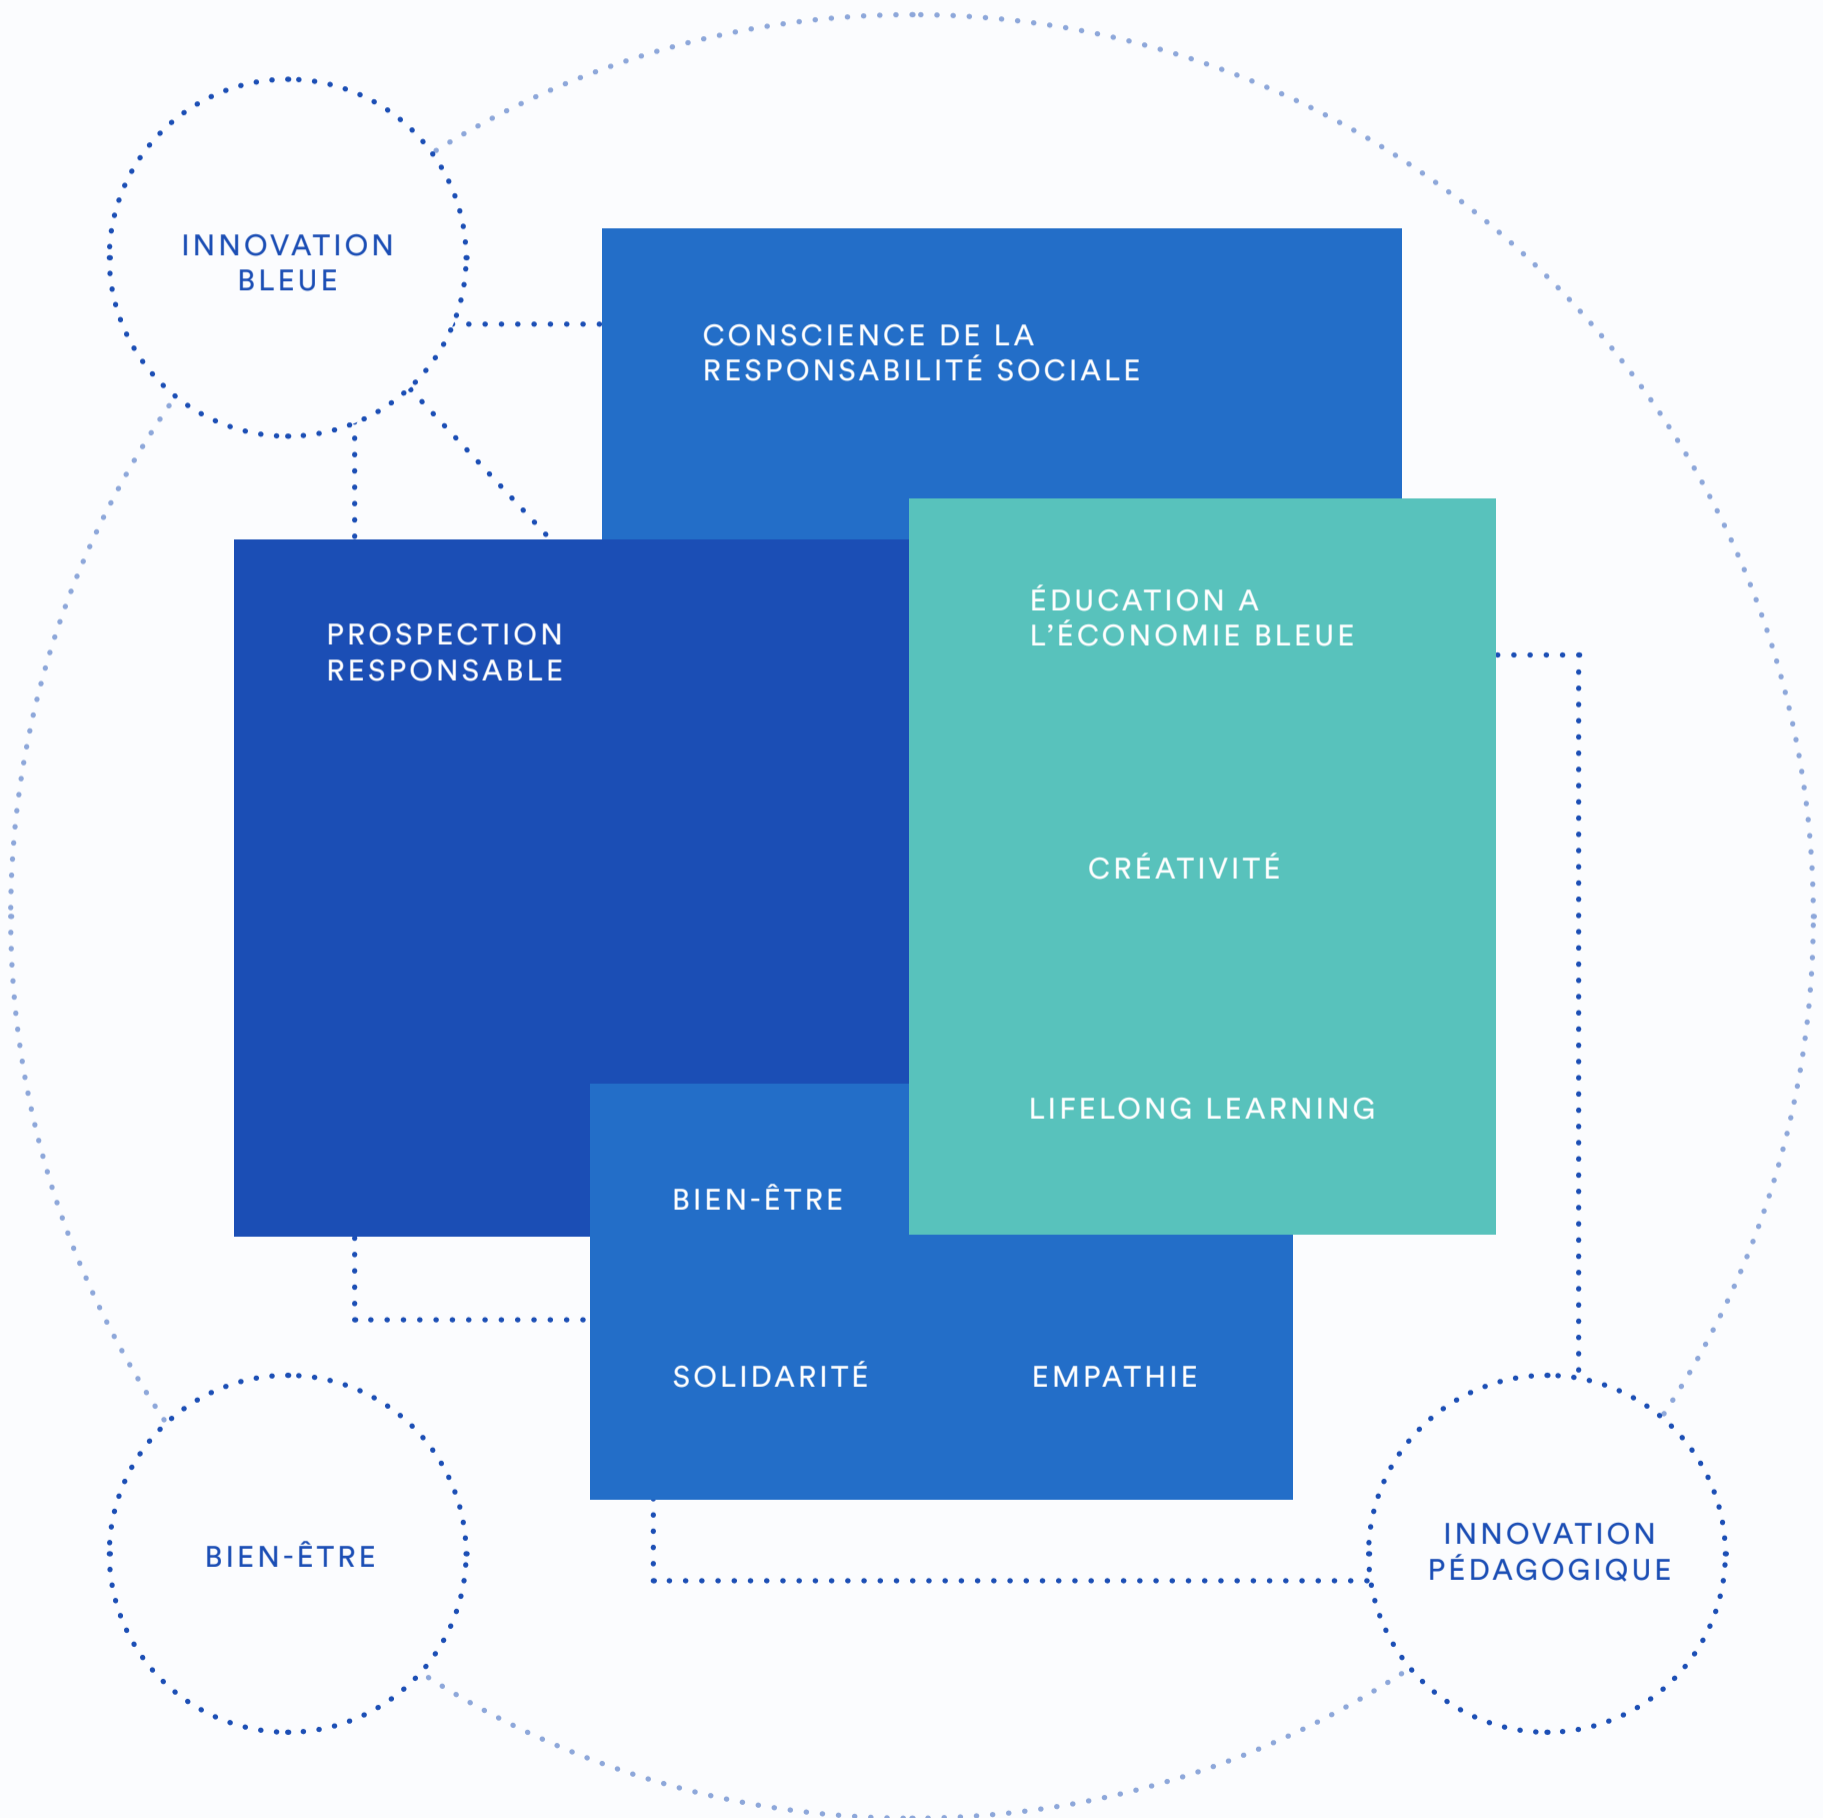 INNOVATION
BLEUE
CONSCIENCE DE LA
RESPONSABILITÉ SOCIALE
PROSPECTION
RESPONSABLE
ÉDUCATION A
L’ÉCONOMIE BLEUE
CRÉATIVITÉ
LIFELONG LEARNING
BIEN-ÊTRE
SOLIDARITÉ
EMPATHIE
BIEN-ÊTRE
INNOVATION
PÉDAGOGIQUE